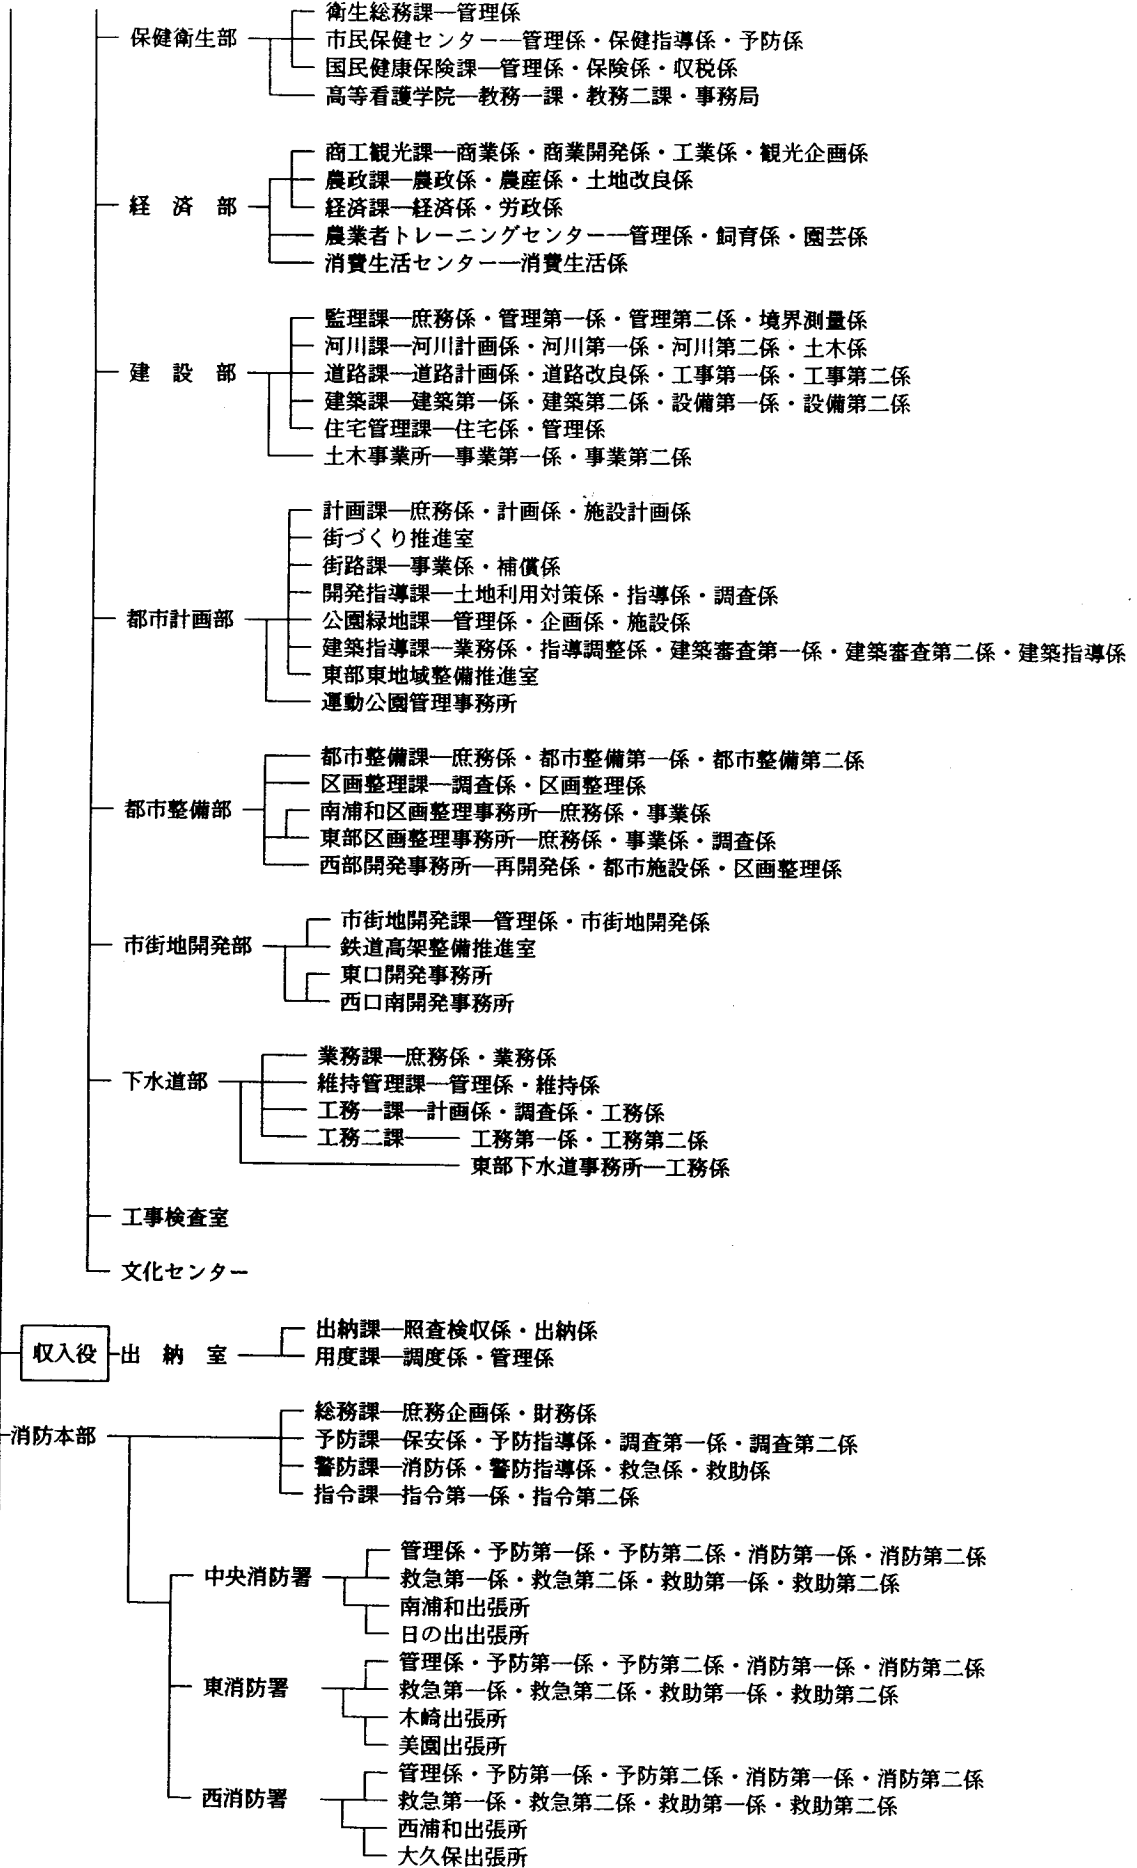 衛生総務課―管理係
保健衛生部 市民保健センター―管理係・保健指導係・予防係
国民健康保険課―管理係・保険係・収税係
高等看護学院―教務一課・教務二課・事務局
商工観光課―商業係・商業開発係・工業係・観光企画係
農政課―農政係・農産係・土地改良係
経済部 経済課―経済係・労政係
農業者トレーニングセンター―管理係・飼育係・園芸係
消費生活センター―消費生活係
監理課―庶務係・管理第一係・管理第二係・境界測量係
河川課―河川計画係・河川第一係・河川第二係・土木係
建設部 道路課―道路計画係・道路改良係・工事第一係・工事第二係
建築課―建築第一係・建築第二係・設備第一係・設備第二係
住宅管理課―住宅係・管理係
土木事業所―事業第一係・事業第二係
計画課―庶務係・計画係・施設計画係
街づくり推進室
街路課―事業係・補償係
開発指導課―土地利用対策係・指導係・調査係
都市計画部 公園緑地課―管理係・企画係・施設係
建築指導課―業務係・指導調整係・建築審査第一係・建築審査第二係・建築指導係
東部東地域整備推進室
運動公園管理事務所
都市整備課―庶務係・都市整備第一係・都市整備第二係
区画整理課―調査係・区画整理係
都市整備部 南浦和区画整理事務所―庶務係・事業係
東部区画整理事務所―庶務係・事業係・調査係
西部開発事務所―再開発係・都市施設係・区画整理係
市街地開発課―管理係・市街地開発係
市街地開発部 鉄道高架整備推進室
東口開発事務所
西口南開発事務所
業務課―庶務係・業務係
下水道部 維持管理課―管理係・維持係
工務一課―計画係・調査係・工務係
工務二課―工務第一係・工務第二係
東部下水道事務所―工務係
工事検査室
文化センター
出納課―照査検収係・出納係
収入役 出納室 用度課―調度係・管理係
総務課―庶務企画係・財務係
消防本部 予防課―保安係・予防指導係・調査第一係・調査第二係
警防課―消防係・警防指導係・救急係・救助係
指令課―指令第一係・指令第二係
管理係・予防第一係・予防第二係・消防第一係・消防第二係
中央消防署 救急第一係・救急第二係・救助第一係・救助第二係
南浦和出張所
日の出出張所
管理係・予防第一係・予防第二係・消防第一係・消防第二係
東消防署 救急第一係・救急第二係・救助第一係・救助第二係
木崎出張所
美園出張所
管理係・予防第一係・予防第二係・消防第一係・消防第二係
西消防署 救急第一係・救急第二係・救助第一係・救助第二係
西浦和出張所
大久保出張所